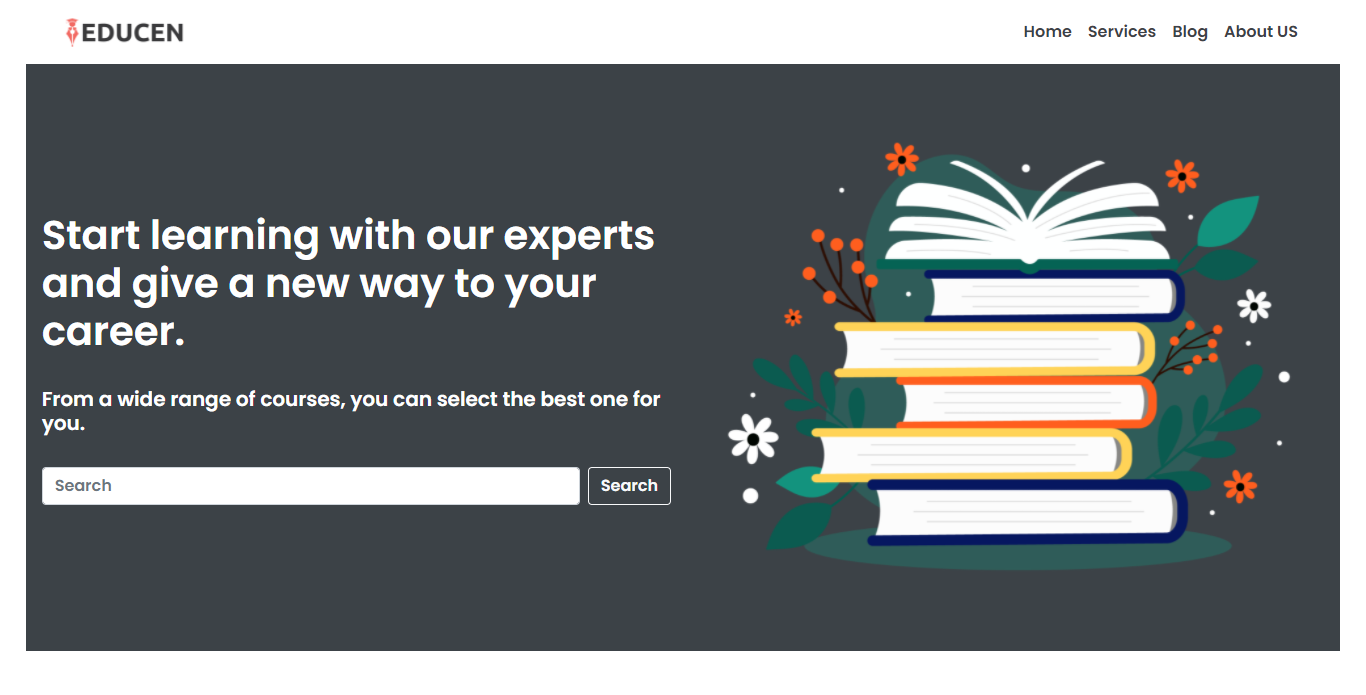 EDUCEN
Home Services Blog About US
Start learning with our experts
and give a new way to your
career.
From a wide range of courses, you can select the best one for
you.
Search Search